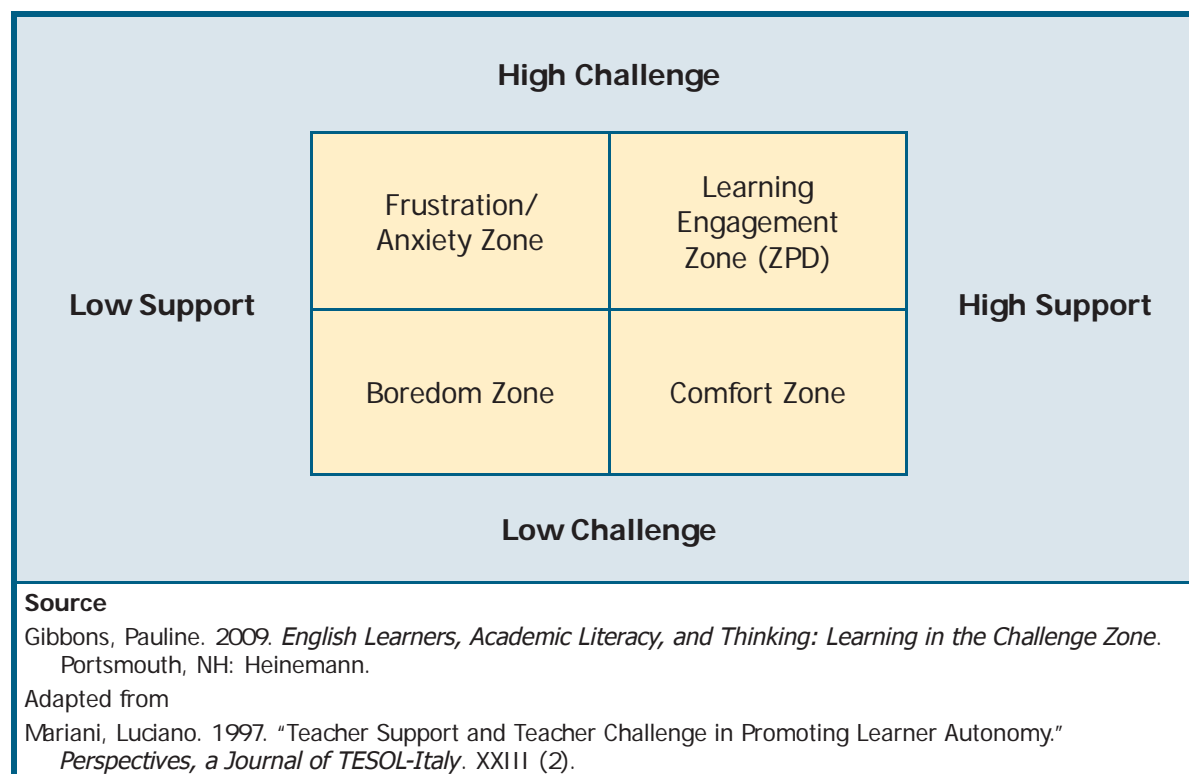 High Challenge
Frustration/
Anxiety Zone
Learning
Engagement
Zone (ZPD)
Low Support
High Support
Boredom Zone
Comfort Zone
Low Challenge
Source
Gibbons, Pauline. 2009. English Learners, Academic Literacy, and Thinking: Learning in the Challenge Zone.
Portsmouth, NH: Heinemann.
Adapted from
Mariani, Luciano. 1997. “Teacher Support and Teacher Challenge in Promoting Learner Autonomy.”
Perspectives, a Journal of TESOL-Italy. XXIII (2).